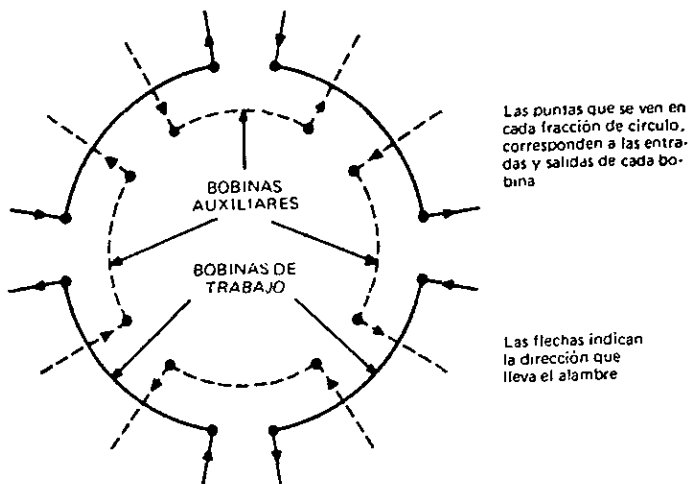 Las puntas que se ven en
cada fracción de círculo,
corresponden a las entra-
das y salidas de cada bo-
bina
BOBINAS
AUXILIARES
BOBINAS DE
TRABAJO
Las flechas indican
la dirección que
lleva el alambre